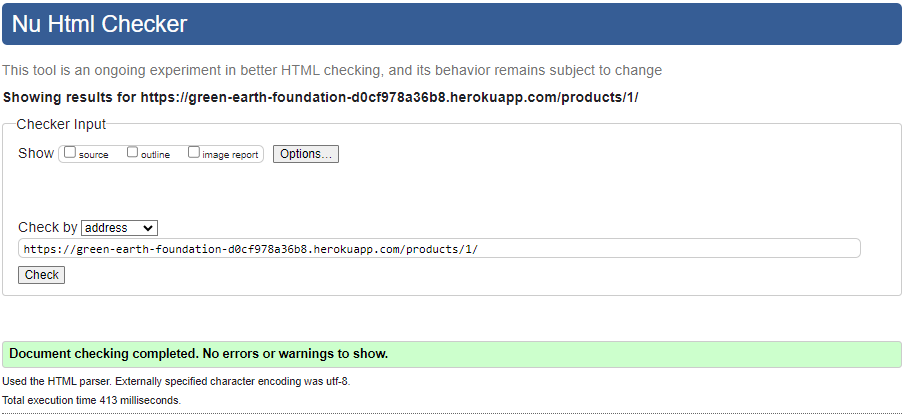 Nu Html Checker
This tool is an ongoing experiment in better HTML checking, and its behavior remains subject to change
Showing results for https://green-earth-foundation-d0cf978a36b8.herokuapp.com/products/1/
Checker Input
Show source outline image report Options...
Check by address
https://green-earth-foundation-d0cf978a36b8.herokuapp.com/products/1/
Check
Document checking completed. No errors or warnings to show.
Used the HTML parser. Externally specified character encoding was utf-8.
Total execution time 413 milliseconds.